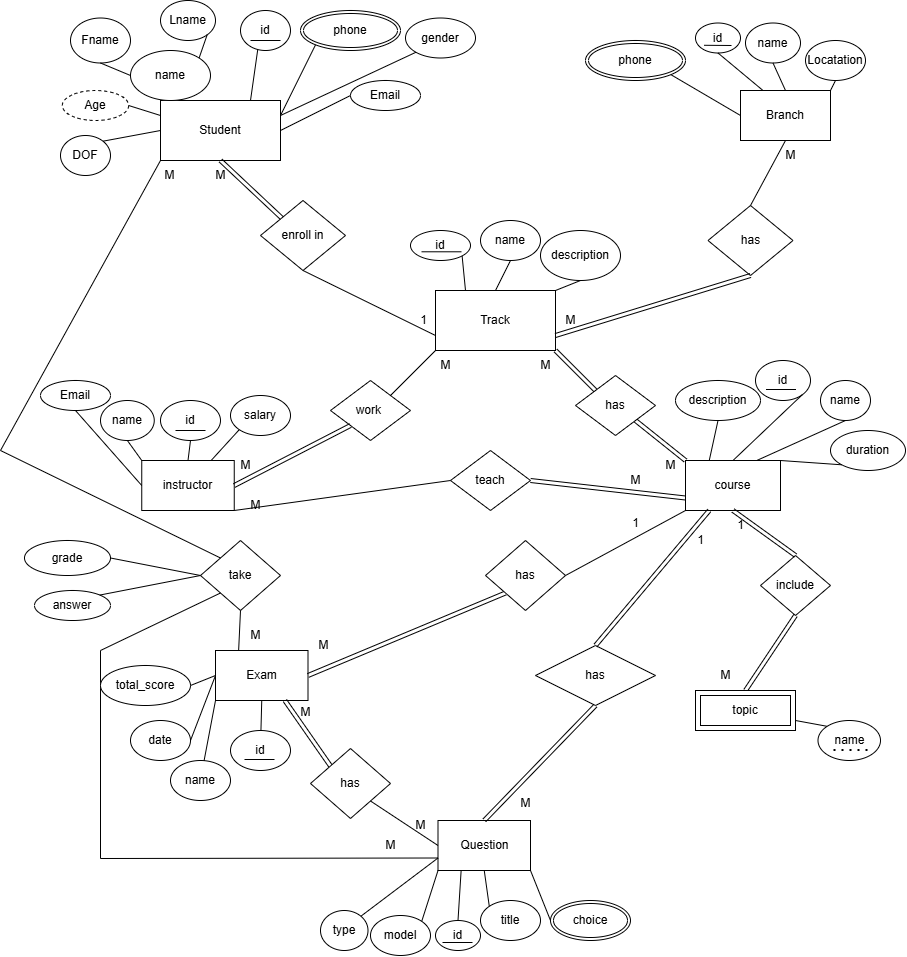 Lname
id
phone
gender
Fname
name
Email
Age
DOF
Student
M
M
id
name
phone
Locatation
Branch
M
enroll in
has
id
name
description
1
Track
M
M
M
Email
name
id
salary
work
has
description
id
name
duration
instructor
M
M
teach
M
M
course
1
1
1
grade
answer
take
has
include
M
M
total_score
Exam
date
name
id
M
has
has
M
topic
name
M
M
M
Question
type
model
id
title
choice